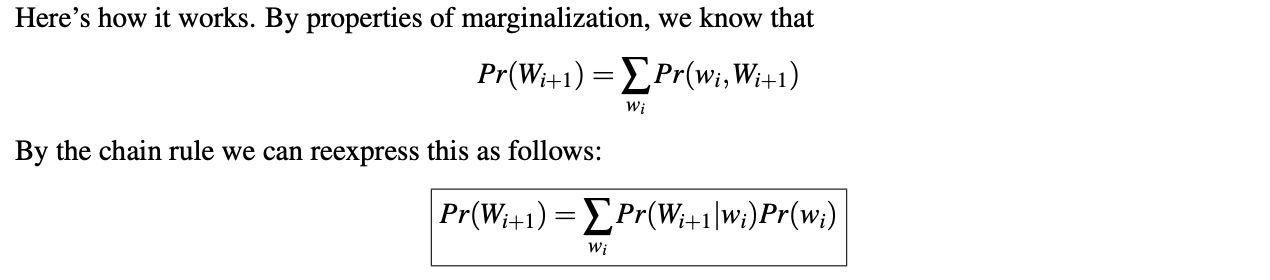 Here's how it works. By properties of marginalization, we know that
Pr(W_{i+1}) = ∑_{w_i} Pr(w_i, W_{i+1})
By the chain rule we can reexpress this as follows:
Pr(W_{i+1}) = ∑_{w_i} Pr(W_{i+1}|w_i)Pr(w_i)